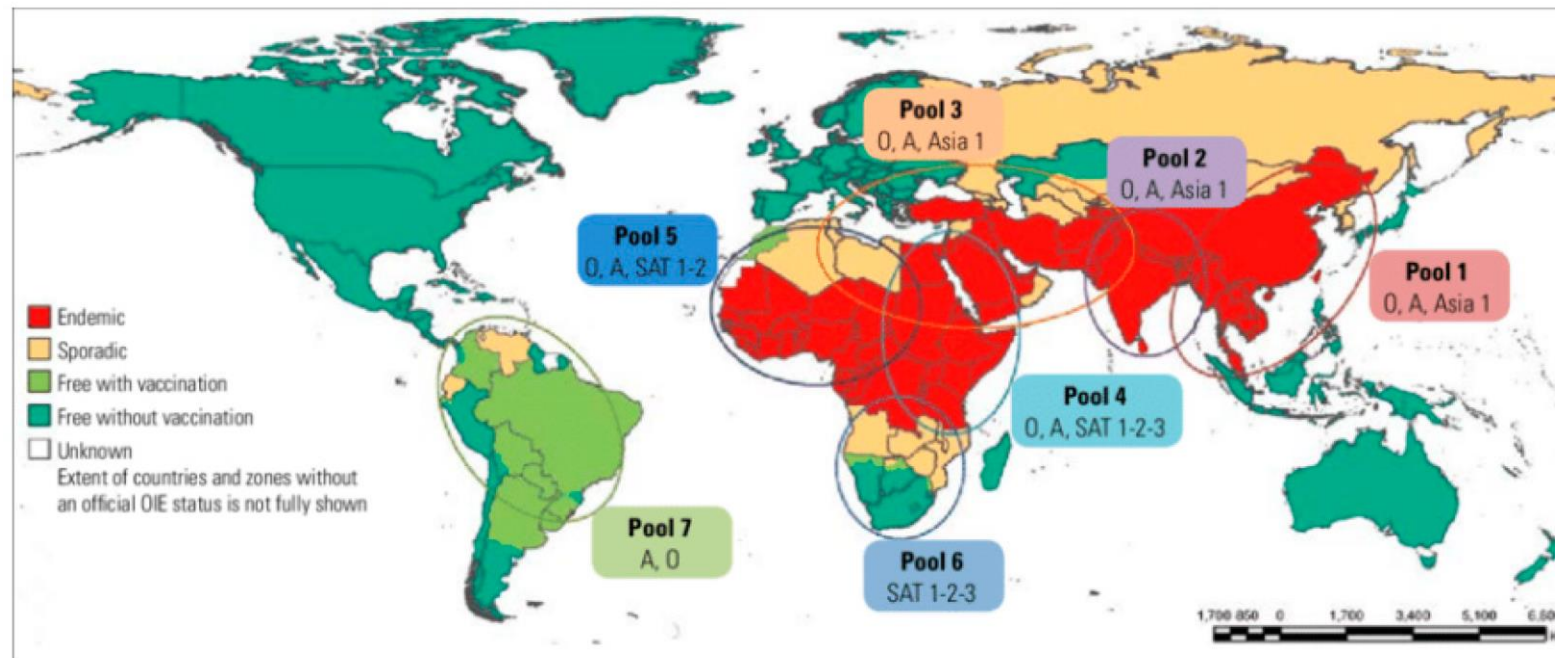 Pool 3
O, A, Asia 1
Pool 2
O, A, Asia 1
Pool 5
O, A, SAT 1-2
Pool 1
O, A, Asia 1
Endemic
Sporadic
Free with vaccination
Free without vaccination
Unknown
Extent of countries and zones without
an official OIE status is not fully shown
Pool 4
O, A, SAT 1-2-3
Pool 7
A, O
Pool 6
SAT 1-2-3
1,700 850 0 1,700 3,400 5,100